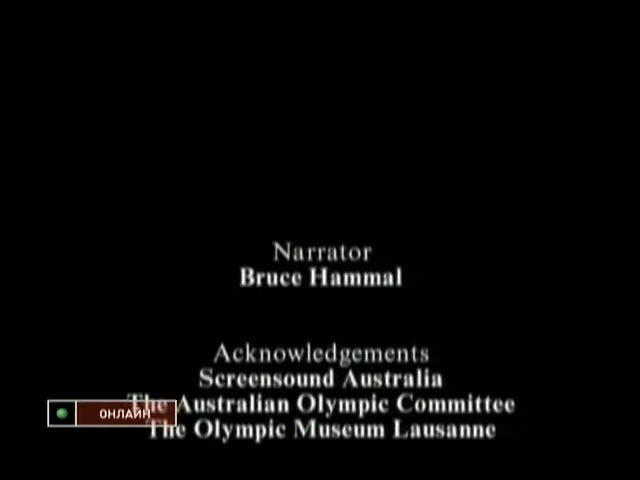 Narrator
Bruce Hammal
Acknowledgements
Screensound Australia
The Australian Olympic Committee
The Olympic Museum Lausanne
ОНЛАЙН